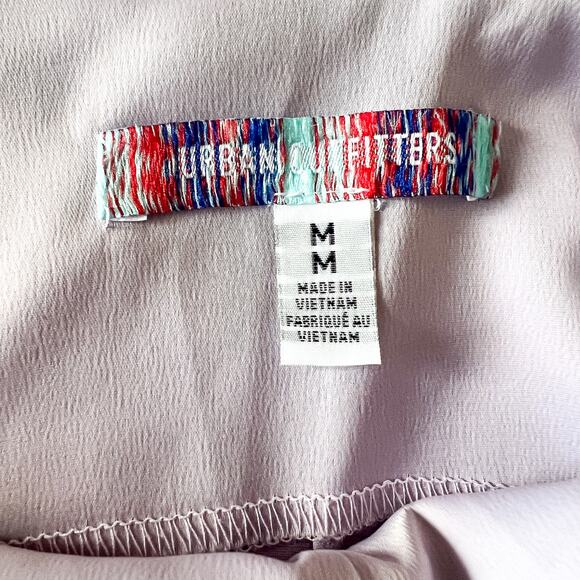 URBAN OUTFITTERS
M
M
MADE IN
VIETNAM
FABRIQUÉ AU
VIETNAM